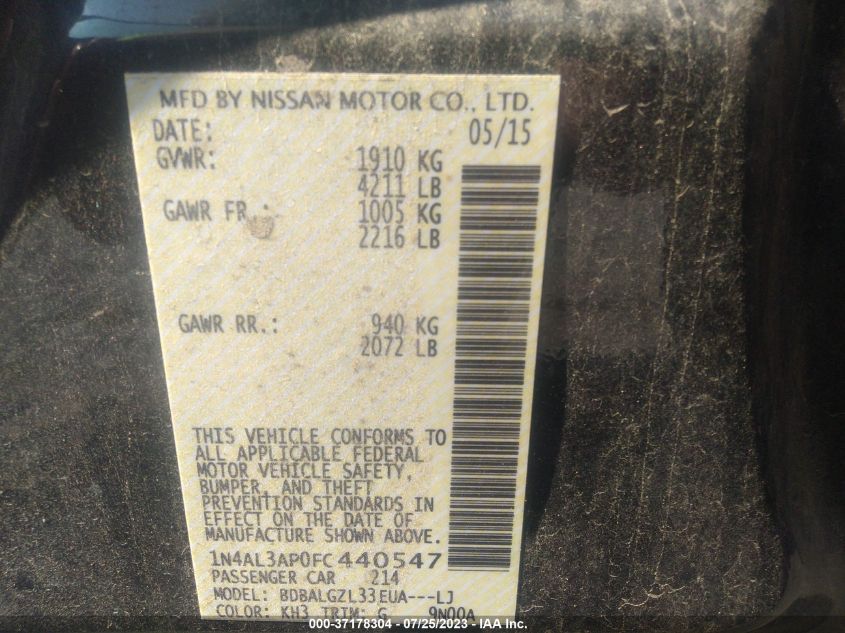 MFD BY NISSAN MOTOR CO., LTD.
DATE: 05/15
GVWR: 1910 KG
4211 LB
GAWR FR.: 1005 KG
2216 LB
GAWR RR.: 940 KG
2072 LB
THIS VEHICLE CONFORMS TO
ALL APPLICABLE FEDERAL
MOTOR VEHICLE SAFETY,
BUMPER, AND THEFT
PREVENTION STANDARDS IN
EFFECT ON THE DATE OF
MANUFACTURE SHOWN ABOVE.
1N4AL3AP0FC440547
PASSENGER CAR 214
MODEL: BDBALGZL33EUA---LJ
COLOR: KH3 TRIM: G 9N00A
000-37178304 - 07/25/2023 - IAA Inc.